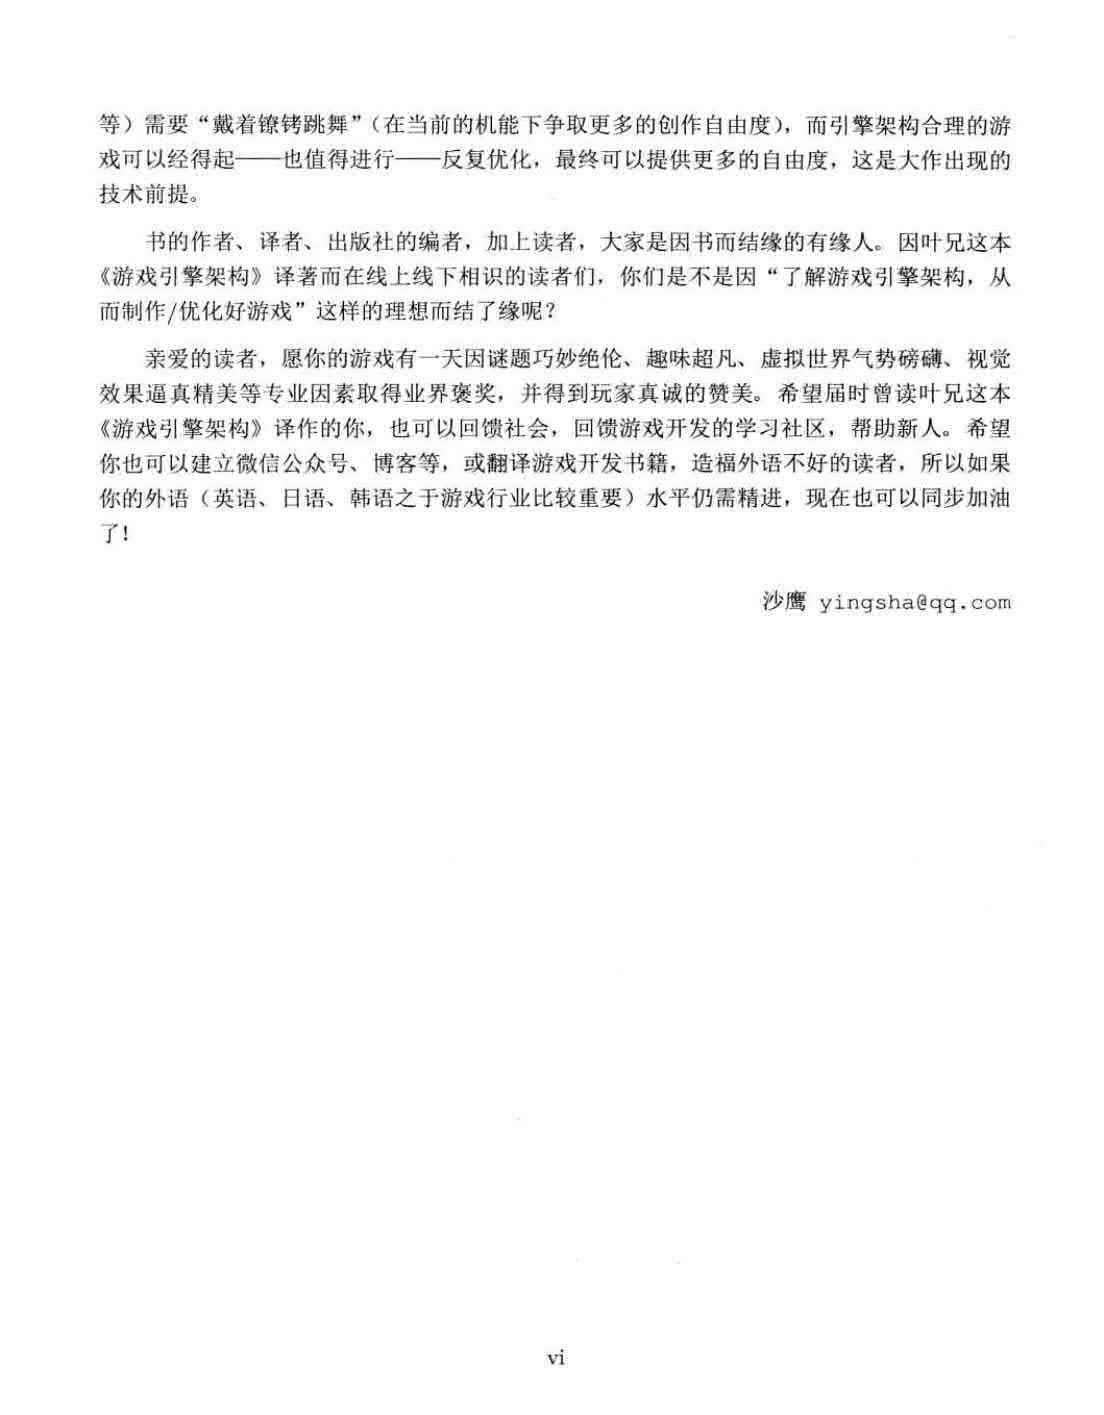 等）需要“戴着镣铐跳舞”（在当前的机能下争取更多的创作自由度），而引擎架构合理的游
戏可以经得起——也值得进行——反复优化，最终可以提供更多的自由度，这是大作出现的
技术前提。
书的作者、译者、出版社的编者，加上读者，大家是因书而结缘的有缘人。因叶兄这本
《游戏引擎架构》译著而在线上线下相识的读者们，你们是不是因“了解游戏引擎架构，从
而制作/优化好游戏”这样的理想而结了缘呢？
亲爱的读者，愿你的游戏有一天因谜题巧妙绝伦、趣味超凡、虚拟世界气势磅礴、视觉
效果逼真精美等专业因素取得业界褒奖，并得到玩家真诚的赞美。希望届时曾读叶兄这本
《游戏引擎架构》译作的你，也可以回馈社会，回馈游戏开发的学习社区，帮助新人。希望
你也可以建立微信公众号、博客等，或翻译游戏开发书籍，造福外语不好的读者，所以如果
你的外语（英语、日语、韩语之于游戏行业比较重要）水平仍需精进，现在也可以同步加油
了！
沙鹰 yingsha@qq.com
vi